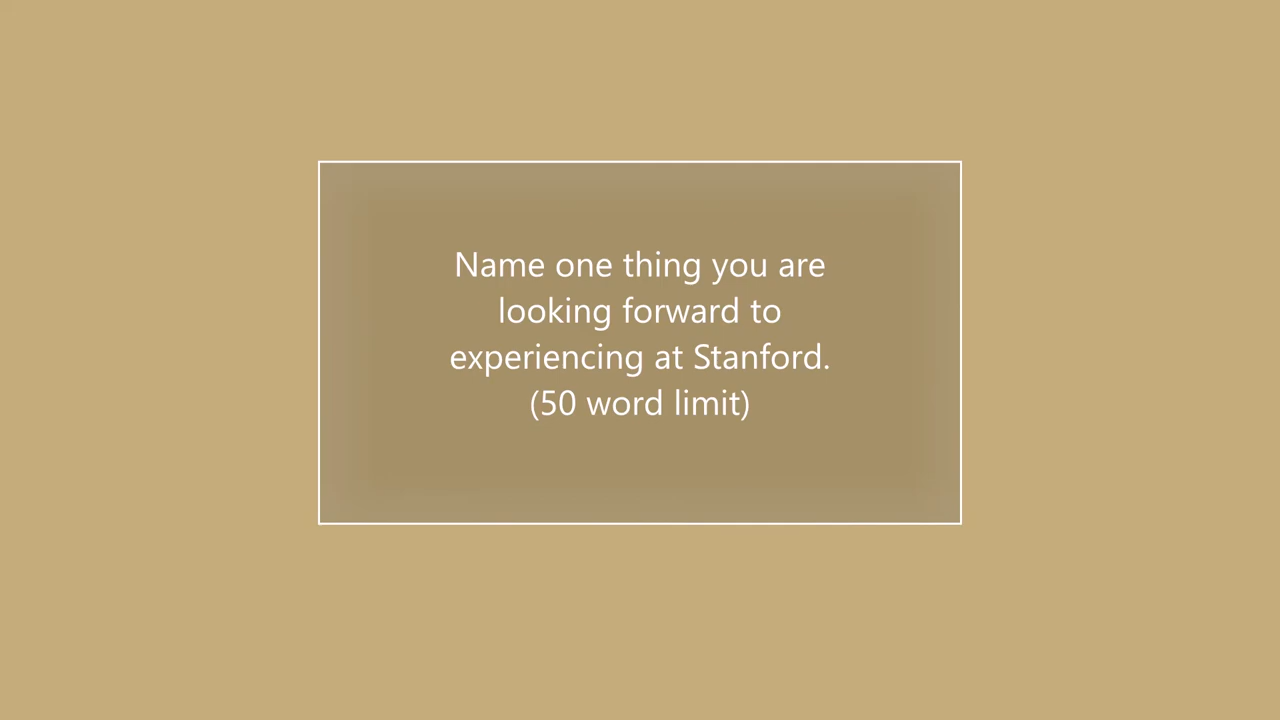 Name one thing you are
looking forward to
experiencing at Stanford.
(50 word limit)